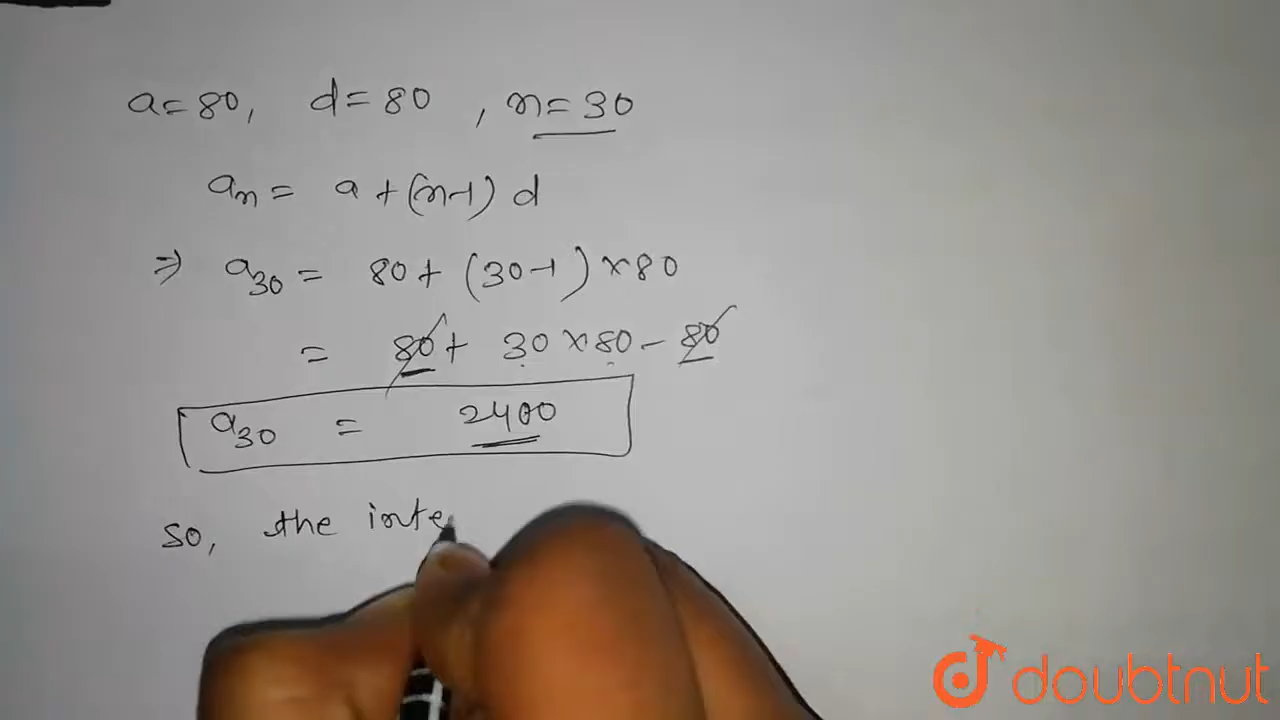 a=80, d=80, n=30
aₙ = a+(n-1) d
⇒ a₃₀ = 80+ (30-1)×80
= 80+ 30×80-80
a₃₀ = 2400
so, the inte
doubtnut